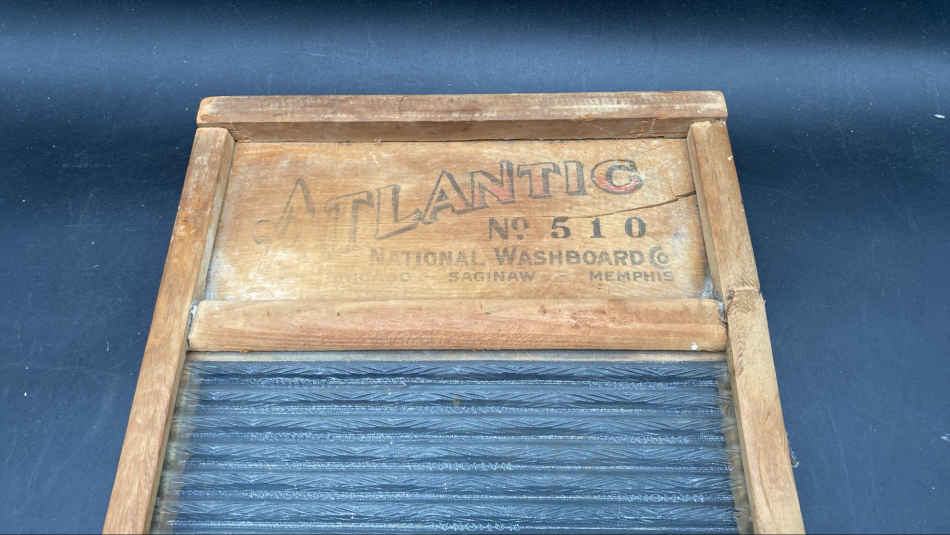 ATLANTIC
No. 510
NATIONAL WASHBOARD Co
SAGINAW - MEMPHIS